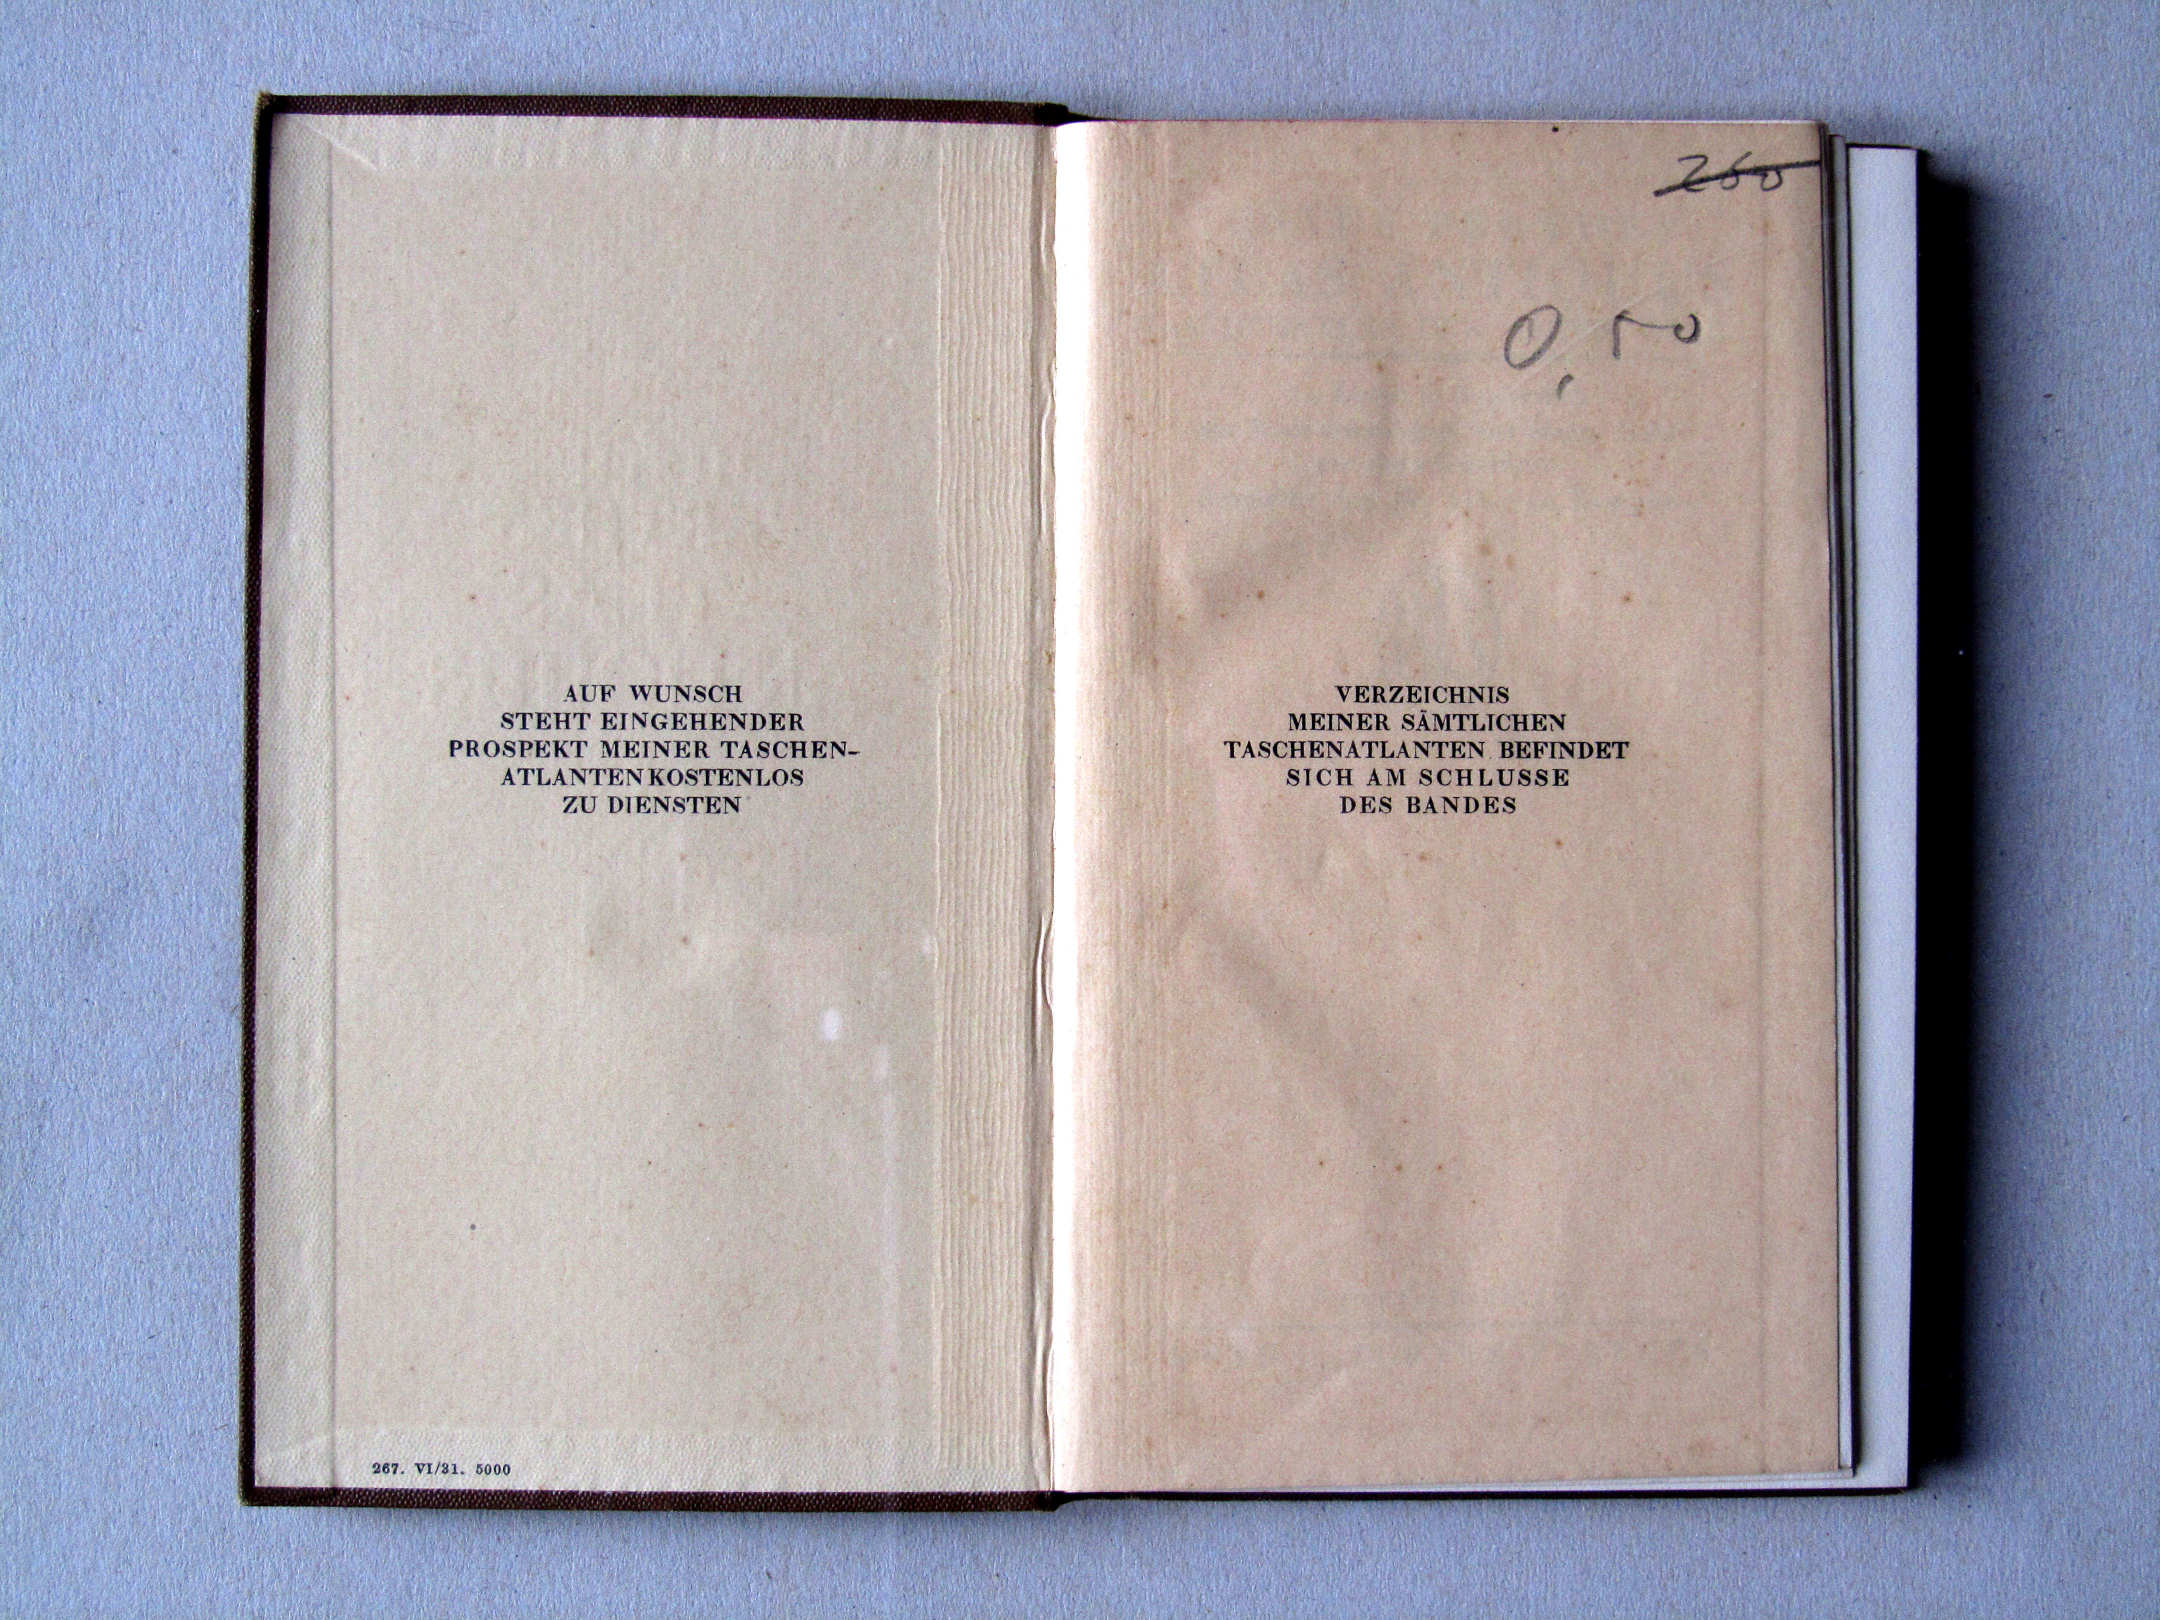 AUF WUNSCH
STEHT EINGEHENDER
PROSPEKT MEINER TASCHEN-
ATLANTEN KOSTENLOS
ZU DIENSTEN
267. VI/31. 5000
260
0,50
VERZEICHNIS
MEINER SÄMTLICHEN
TASCHENATLANTEN BEFINDET
SICH AM SCHLUSSE
DES BANDES